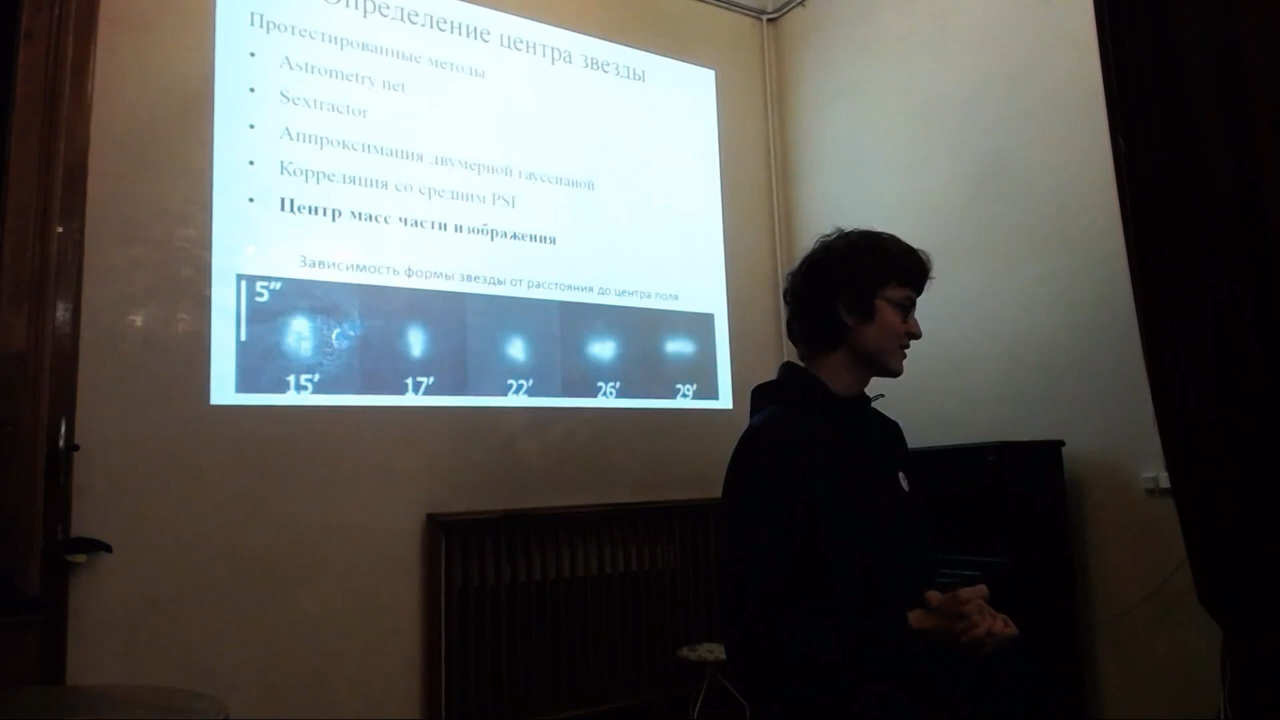 Определение центра звезды
Протестированные методы
• Astrometry net
• Sextractor
• Аппроксимация двумерной гауссианой
• Корреляция со средним PSF
• Центр масс части изображения
Зависимость формы звезды от расстояния до центра поля
5″
15′ 17′ 22′ 26′ 29′